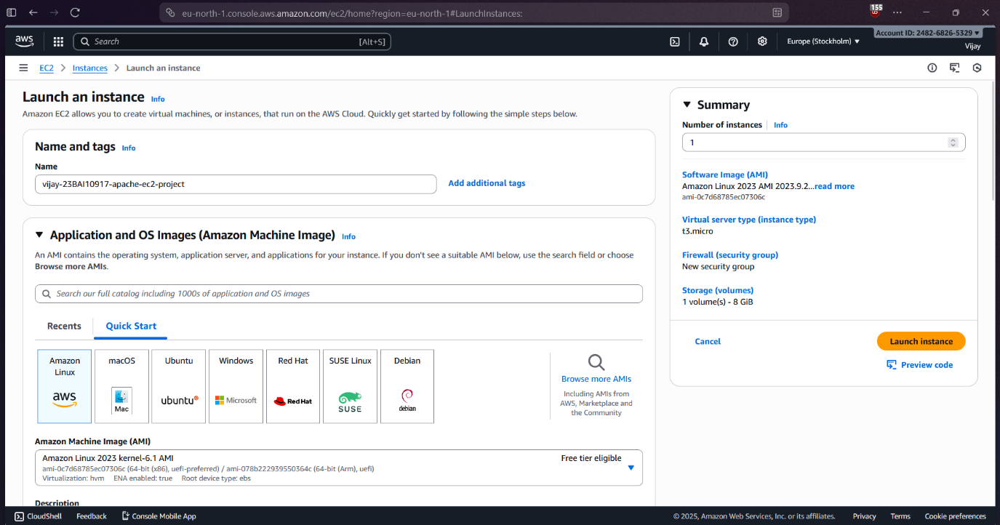 eu-north-1.console.aws.amazon.com/ec2/home?region=eu-north-1#LaunchInstances:
155
aws
Search
[Alt+S]
Europe (Stockholm)
Account ID: 2482-6826-5329
Vijay
EC2 > Instances > Launch an instance
Launch an instance Info
Amazon EC2 allows you to create virtual machines, or instances, that run on the AWS Cloud. Quickly get started by following the simple steps below.
Name and tags Info
Name
vijay-23BAI10917-apache-ec2-project
Add additional tags
Application and OS Images (Amazon Machine Image) Info
An AMI contains the operating system, application server, and applications for your instance. If you don't see a suitable AMI below, use the search field or choose
Browse more AMIs.
Search our full catalog including 1000s of application and OS images
Recents
Quick Start
Amazon
Linux
aws
macOS
Mac
Ubuntu
ubuntu
Windows
Microsoft
Red Hat
Red Hat
SUSE Linux
SUSE
Debian
debian
Browse more AMIs
Including AMIs from
AWS, Marketplace and
the Community
Amazon Machine Image (AMI)
Amazon Linux 2023 kernel-6.1 AMI
Free tier eligible
ami-0c7d68785ec07306c (64-bit (x86), uefi-preferred) / ami-078b222939550364c (64-bit (Arm), uefi)
Virtualization: hvm ENA enabled: true Root device type: ebs
Description
Summary
Number of instances Info
1
Software Image (AMI)
Amazon Linux 2023 AMI 2023.9.2...read more
ami-0c7d68785ec07306c
Virtual server type (instance type)
t3.micro
Firewall (security group)
New security group
Storage (volumes)
1 volume(s) - 8 GiB
Cancel
Launch instance
Preview code
CloudShell
Feedback
Console Mobile App
© 2025, Amazon Web Services, Inc. or its affiliates.
Privacy
Terms
Cookie preferences